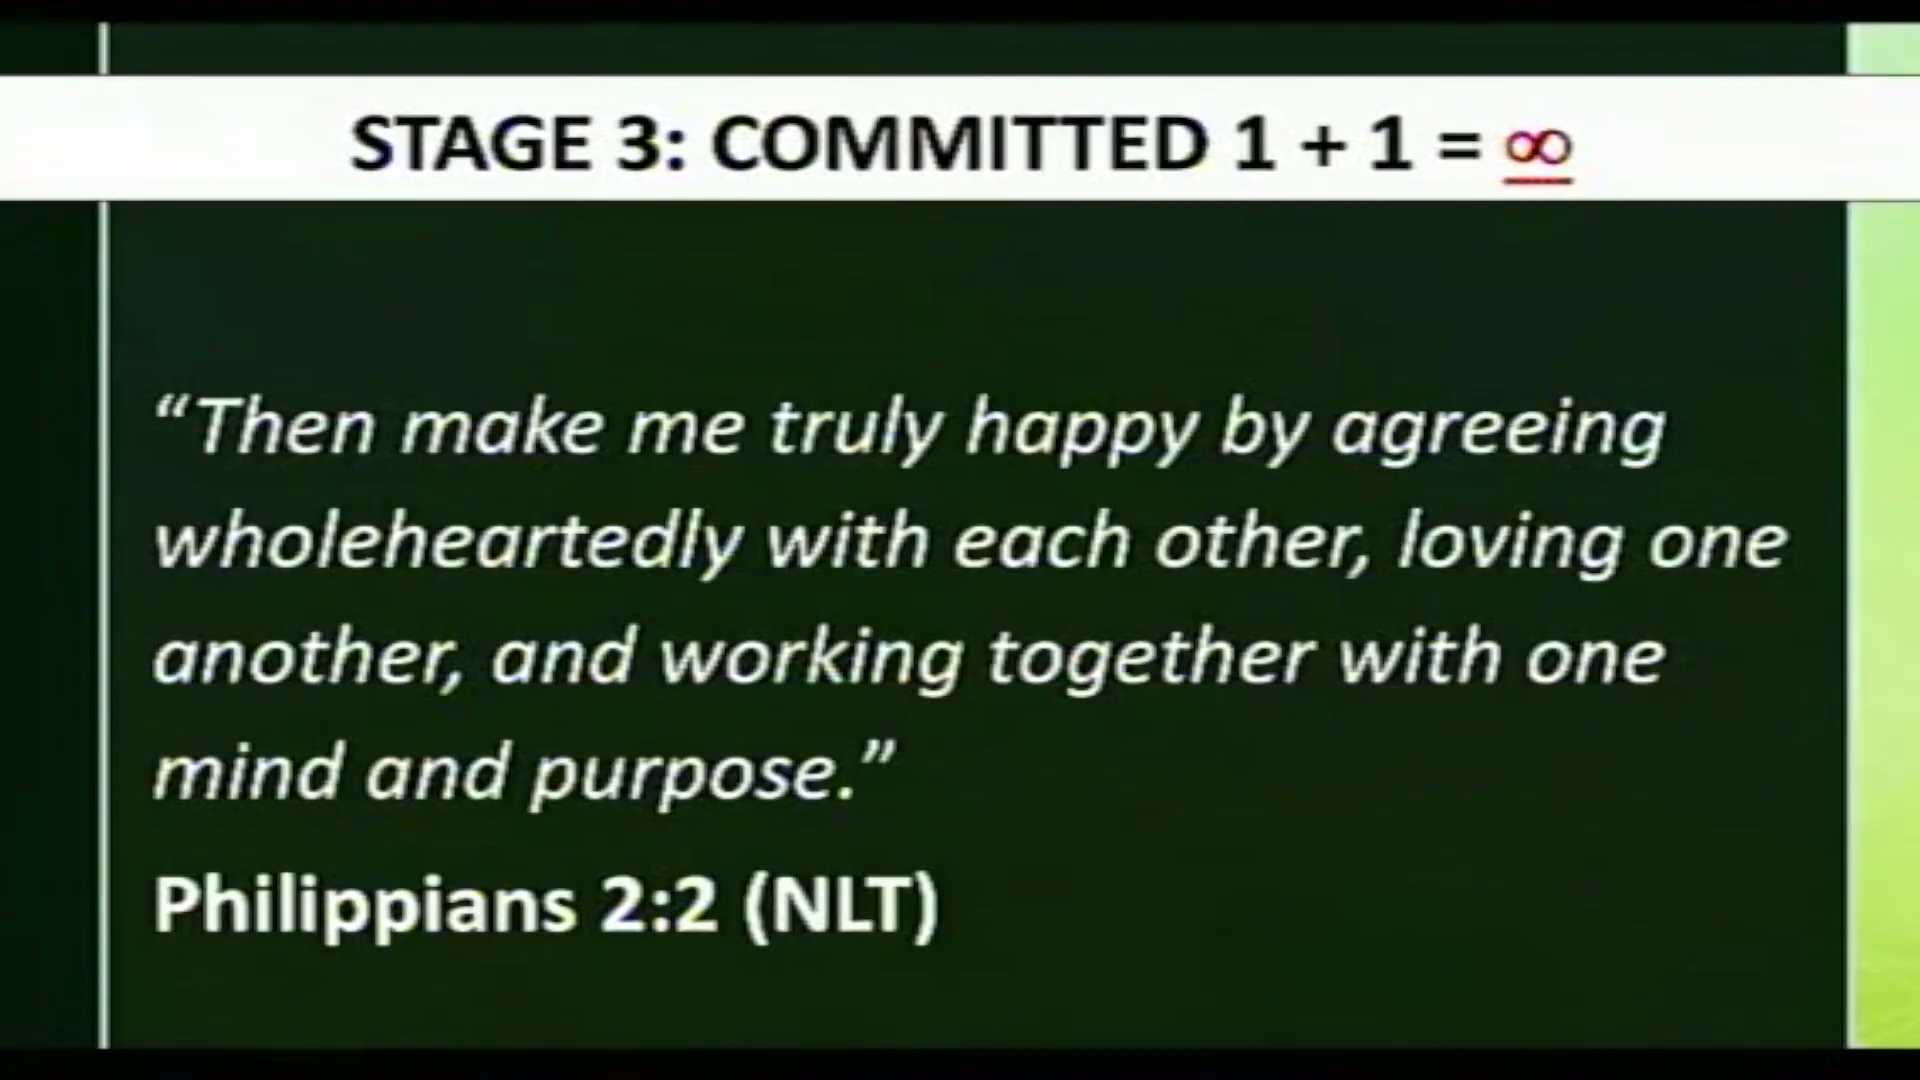 STAGE 3: COMMITTED 1 + 1 = ∞
“Then make me truly happy by agreeing
wholeheartedly with each other, loving one
another, and working together with one
mind and purpose.”
Philippians 2:2 (NLT)